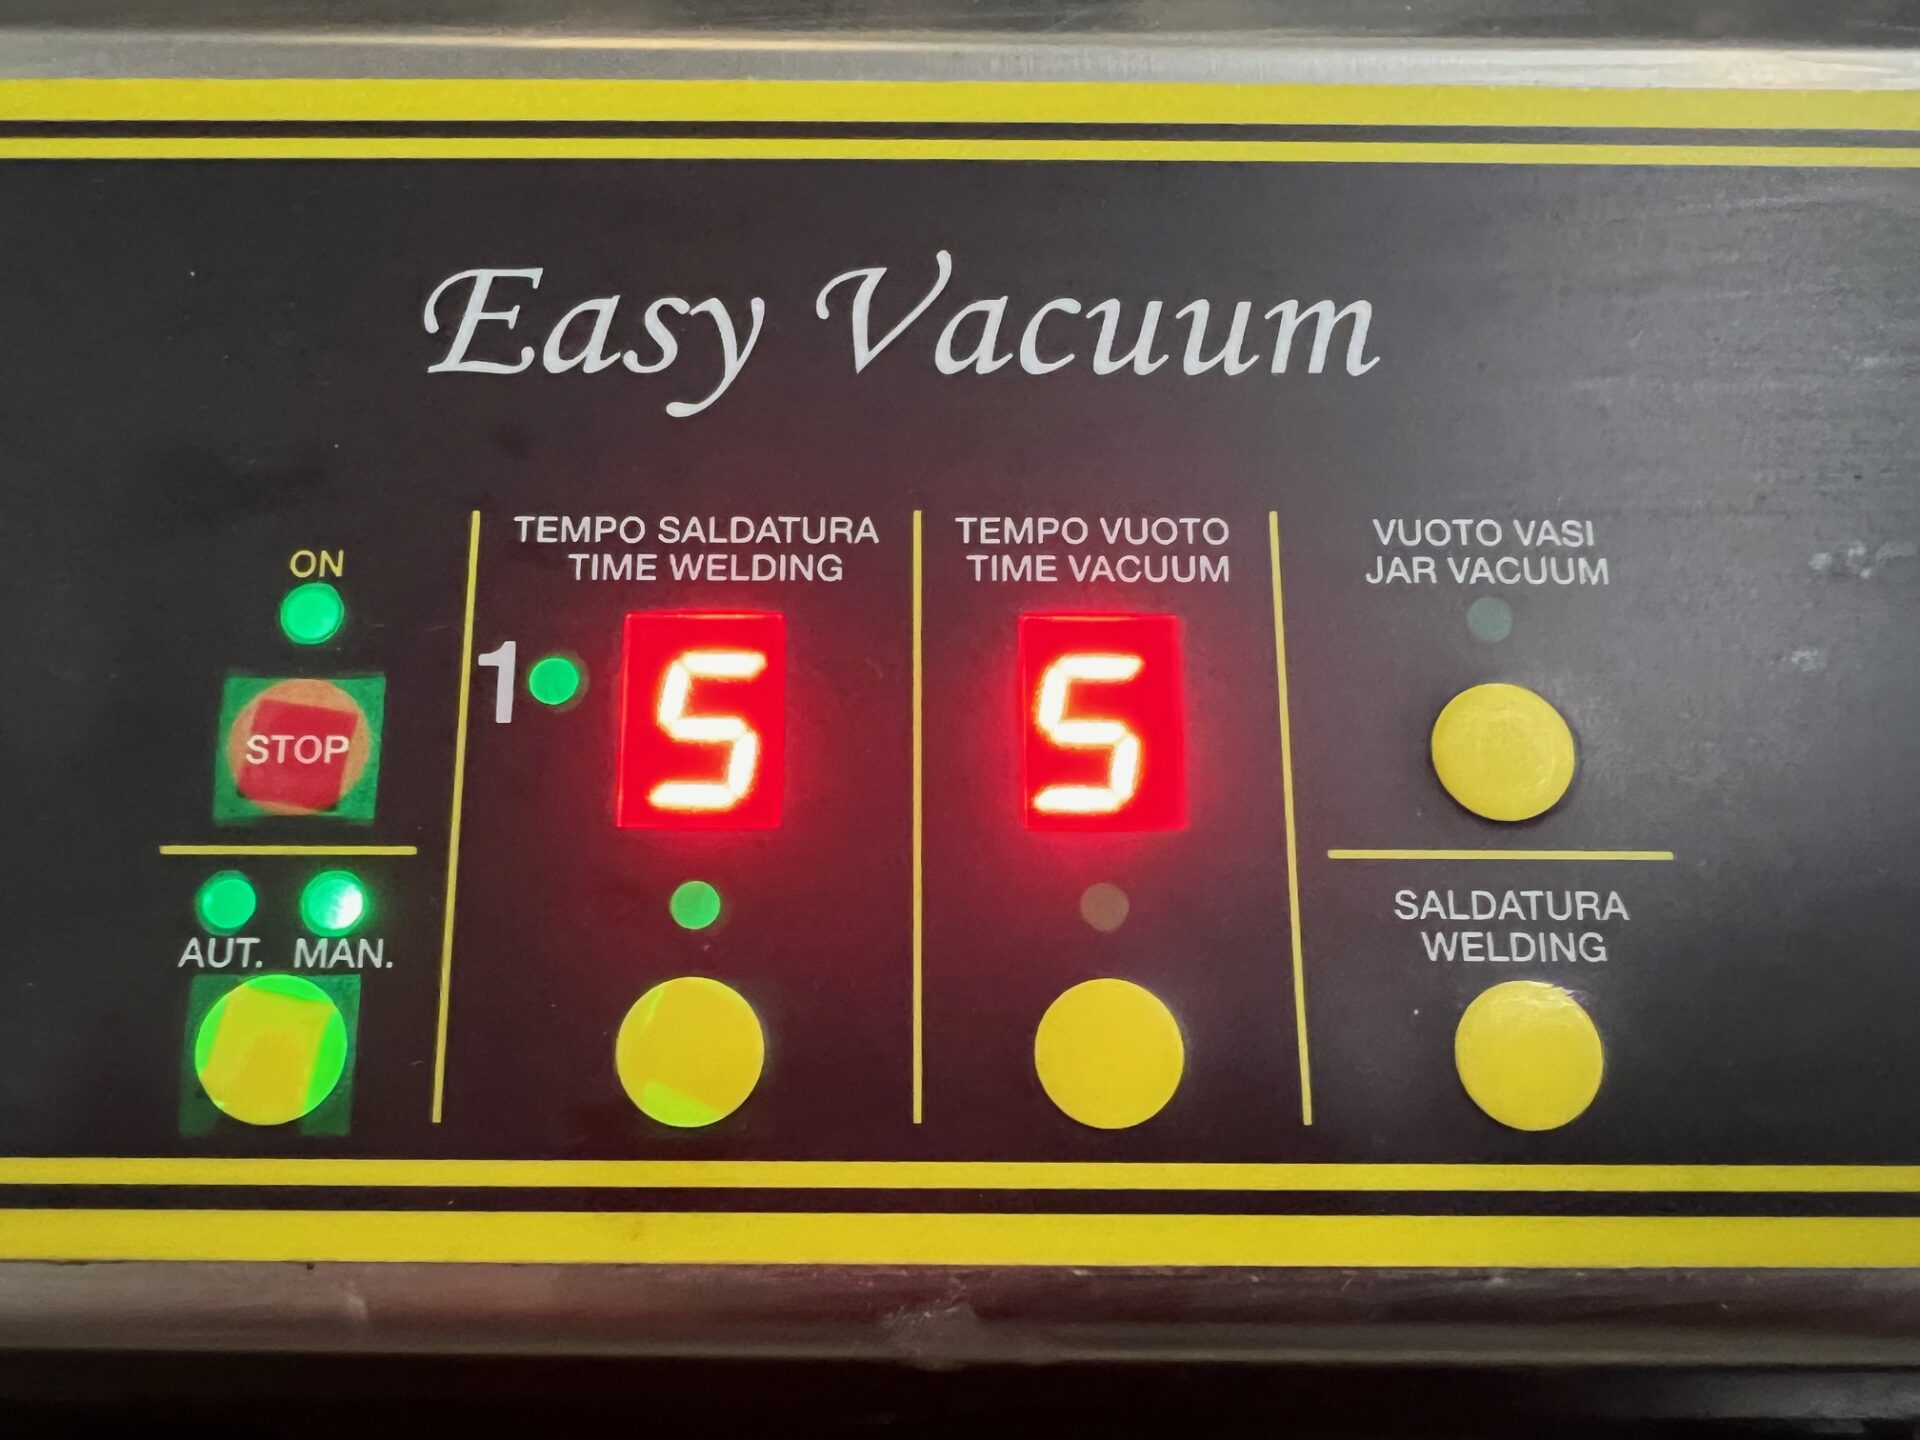 Easy Vacuum
ON
STOP
AUT. MAN.
TEMPO SALDATURA
TIME WELDING
1 5
TEMPO VUOTO
TIME VACUUM
5
VUOTO VASI
JAR VACUUM
SALDATURA
WELDING